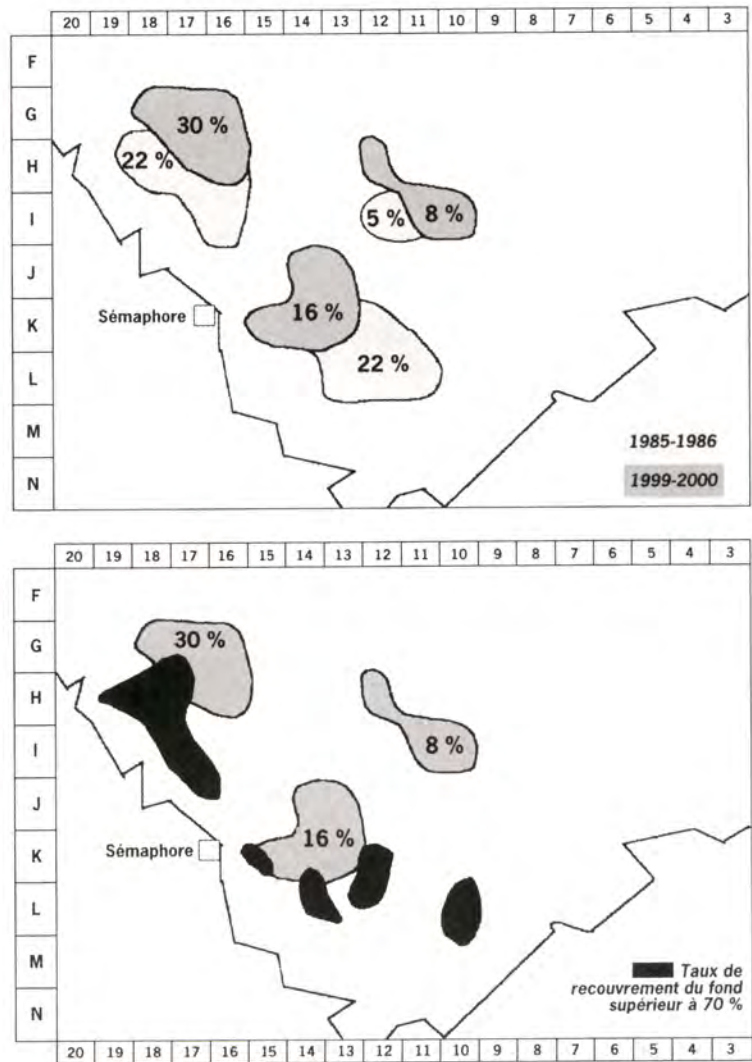 20 19 18 17 16 15 14 13 12 11 10 9 8 7 6 5 4 3
F
G
30 %
H
22 %
I
5 %
8 %
J
K
Sémaphore
16 %
L
22 %
M
1985-1986
N
1999-2000
20 19 18 17 16 15 14 13 12 11 10 9 8 7 6 5 4 3
F
G
30 %
H
I
8 %
J
K
Sémaphore
16 %
L
M
Taux de
recouvrement du fond
supérieur à 70 %
N
20 19 18 17 16 15 14 13 12 11 10 9 8 7 6 5 4 3